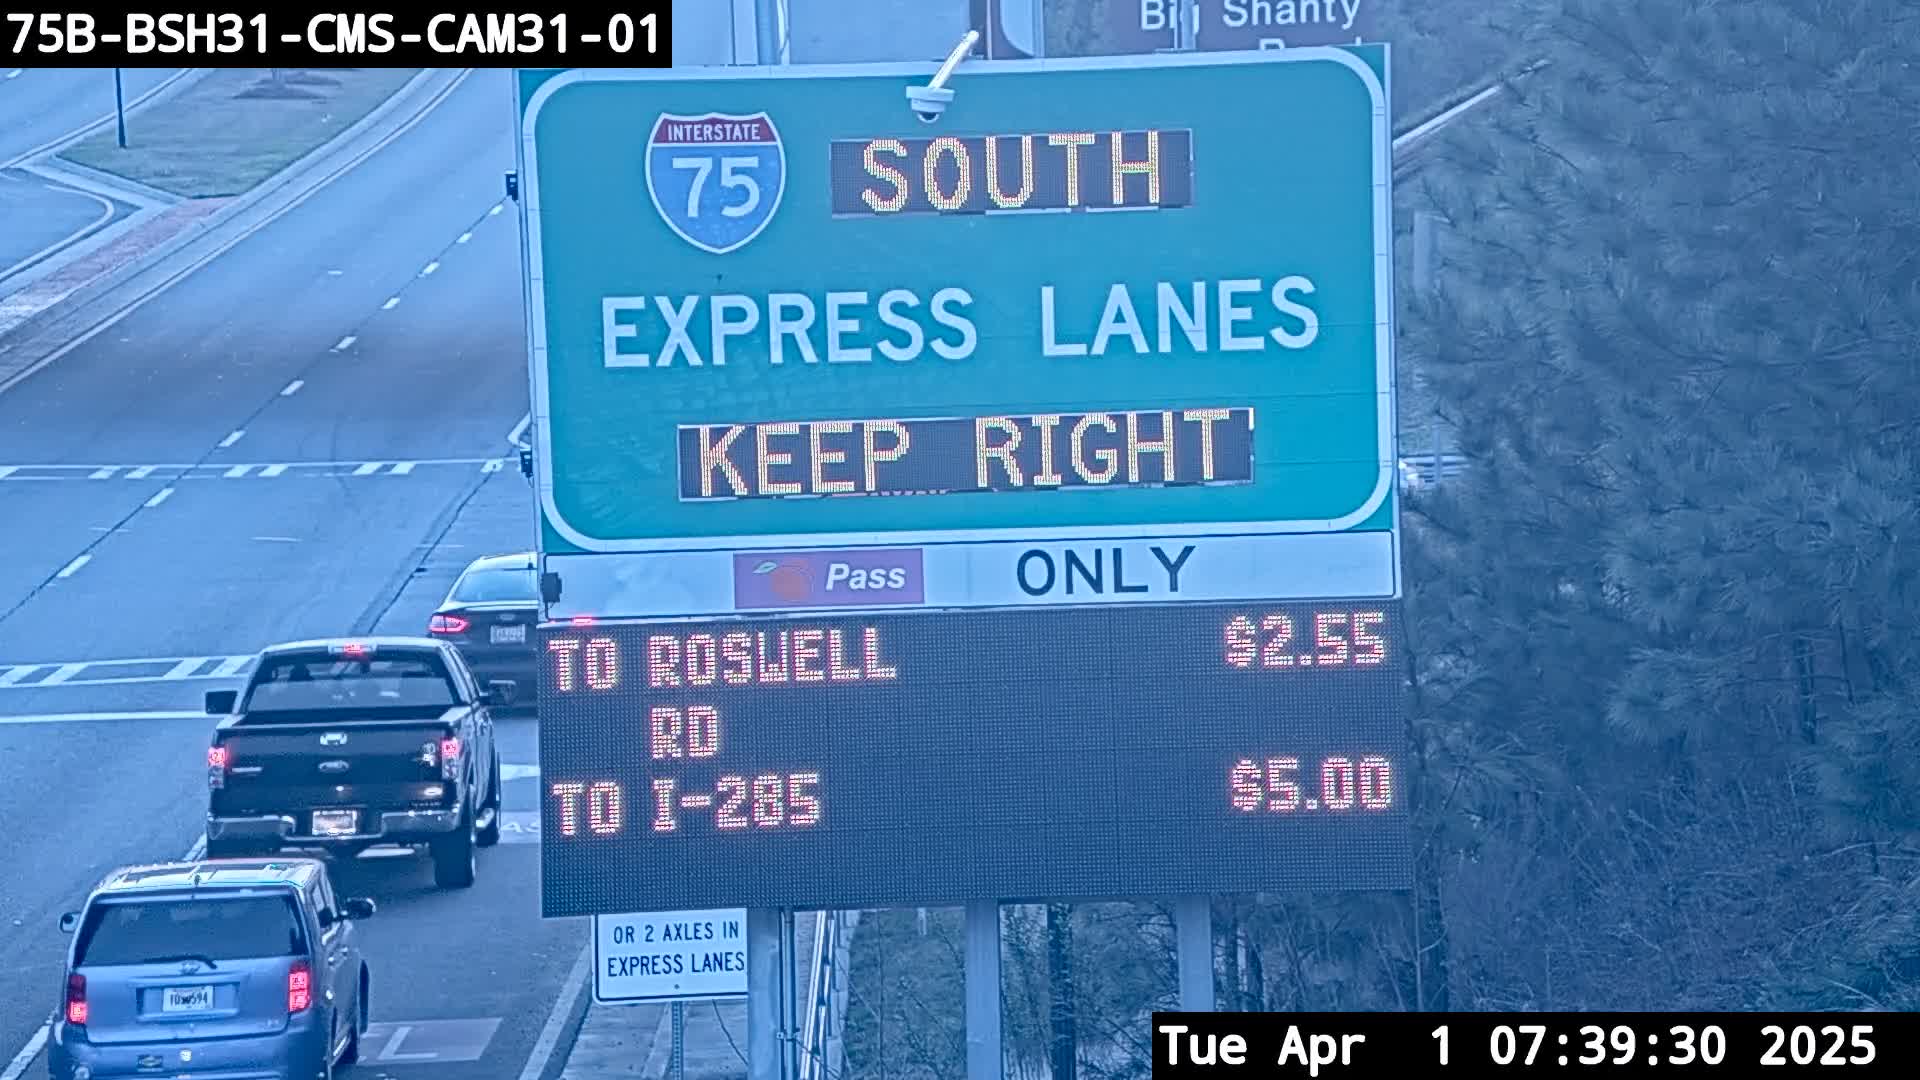 75B-BSH31-CMS-CAM31-01
Big Shanty
INTERSTATE
75
SOUTH
EXPRESS LANES
KEEP RIGHT
Pass ONLY
TO ROSWELL $2.55
RD
TO I-285 $5.00
OR 2 AXLES IN
EXPRESS LANES
Tue Apr 1 07:39:30 2025